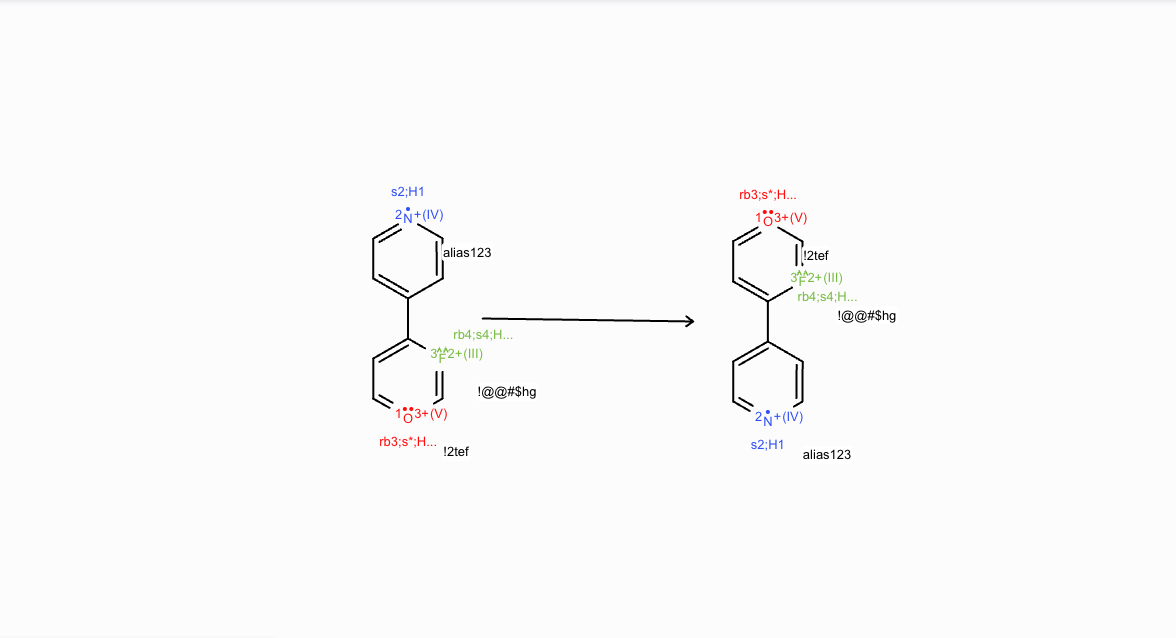 s2;H1
2N+(IV)
alias123
rb4;s4;H...
3F2+(III)
!@@#$hg
1O3+(V)
rb3;s*;H...
!2tef
rb3;s*;H...
1O3+(V)
!2tef
3F2+(III)
rb4;s4;H...
!@@#$hg
2N+(IV)
s2;H1
alias123